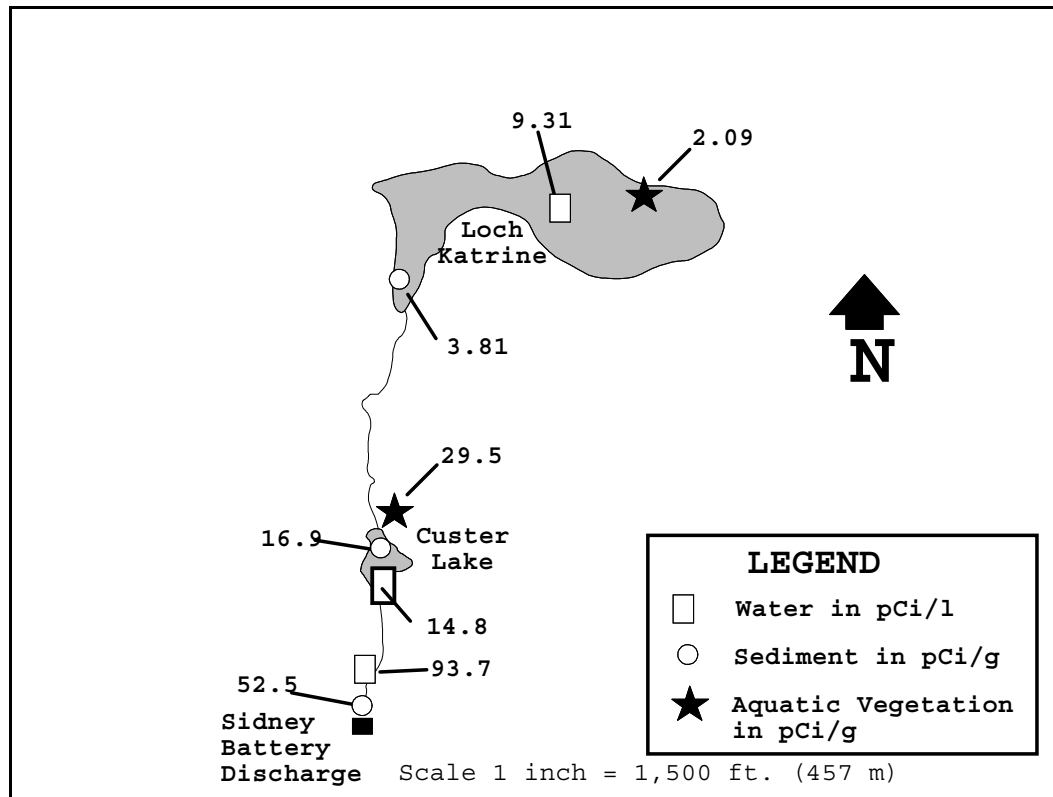 9.31
2.09
Loch
Katrine
3.81
N
29.5
16.9
Custer
Lake
14.8
93.7
52.5
Sidney
Battery
Discharge
Scale 1 inch = 1,500 ft. (457 m)
LEGEND
Water in pCi/l
Sediment in pCi/g
Aquatic Vegetation
in pCi/g